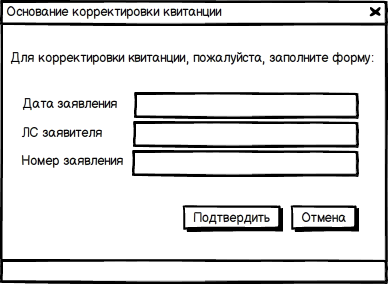 Основание корректировки квитанции
Для корректировки квитанции, пожалуйста, заполните форму:
Дата заявления
ЛС заявителя
Номер заявления
Подтвердить Отмена